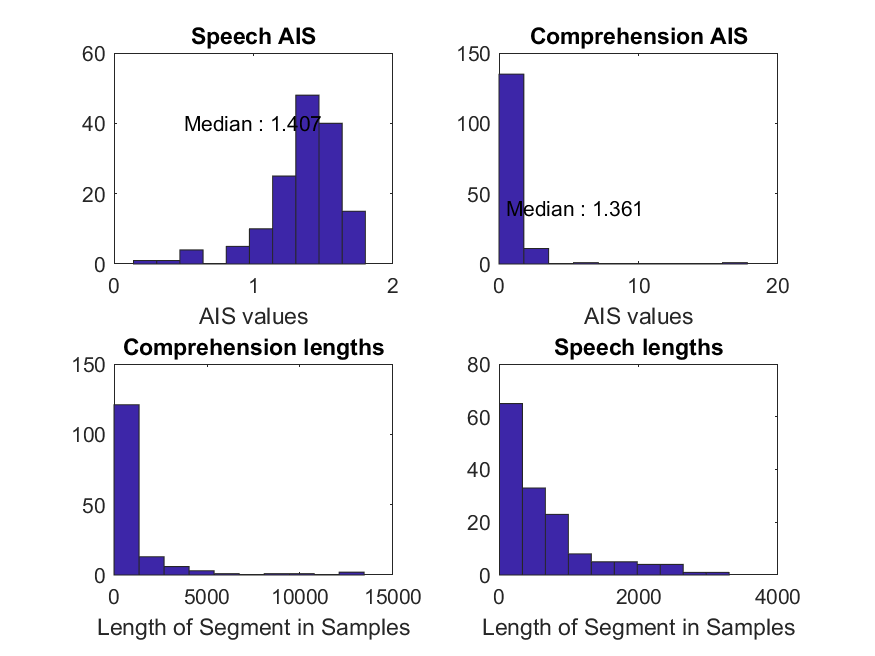 Speech AIS
60
40
20
0
Median : 1.407
0 1 2
AIS values
Comprehension AIS
150
100
50
0
Median : 1.361
0 10 20
AIS values
Comprehension lengths
150
100
50
0
0 5000 10000 15000
Length of Segment in Samples
Speech lengths
80
60
40
20
0
0 2000 4000
Length of Segment in Samples